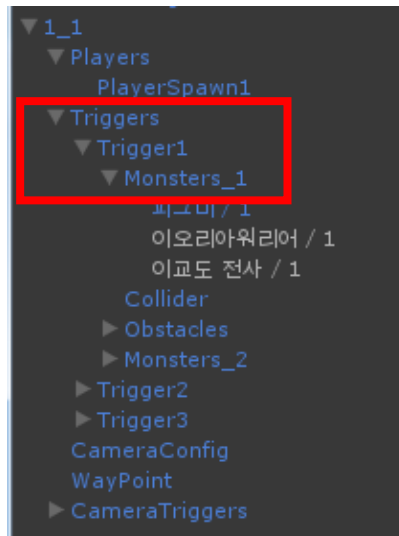 1_1
Players
PlayerSpawn1
Triggers
Trigger1
Monsters_1
피그미 / 1
이오리아워리어 / 1
이교도 전사 / 1
Collider
Obstacles
Monsters_2
Trigger2
Trigger3
CameraConfig
WayPoint
CameraTriggers